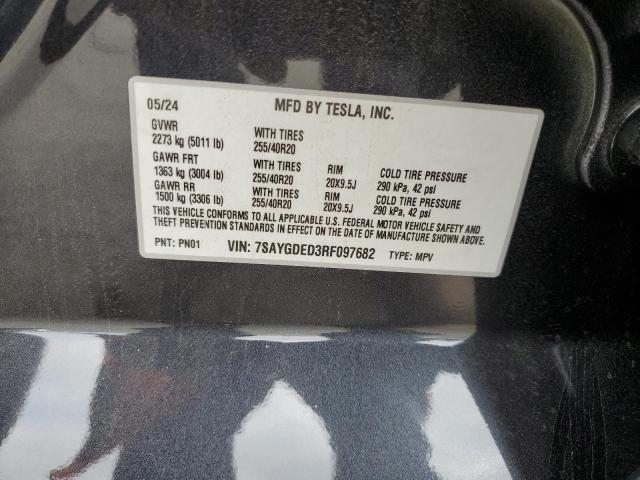 05/24 MFD BY TESLA, INC.
GVWR WITH TIRES
2273 kg (5011 lb) 255/40R20
GAWR FRT WITH TIRES RIM COLD TIRE PRESSURE
1363 kg (3004 lb) 255/40R20 20X9.5J 290 kPa, 42 psi
GAWR RR WITH TIRES RIM COLD TIRE PRESSURE
1500 kg (3306 lb) 255/40R20 20X9.5J 290 kPa, 42 psi
THIS VEHICLE CONFORMS TO ALL APPLICABLE U.S. FEDERAL MOTOR VEHICLE SAFETY AND
THEFT PREVENTION STANDARDS IN EFFECT ON THE DATE OF MANUFACTURE SHOWN ABOVE.
PNT: PN01 VIN: 7SAYGDED3RF097682 TYPE: MPV